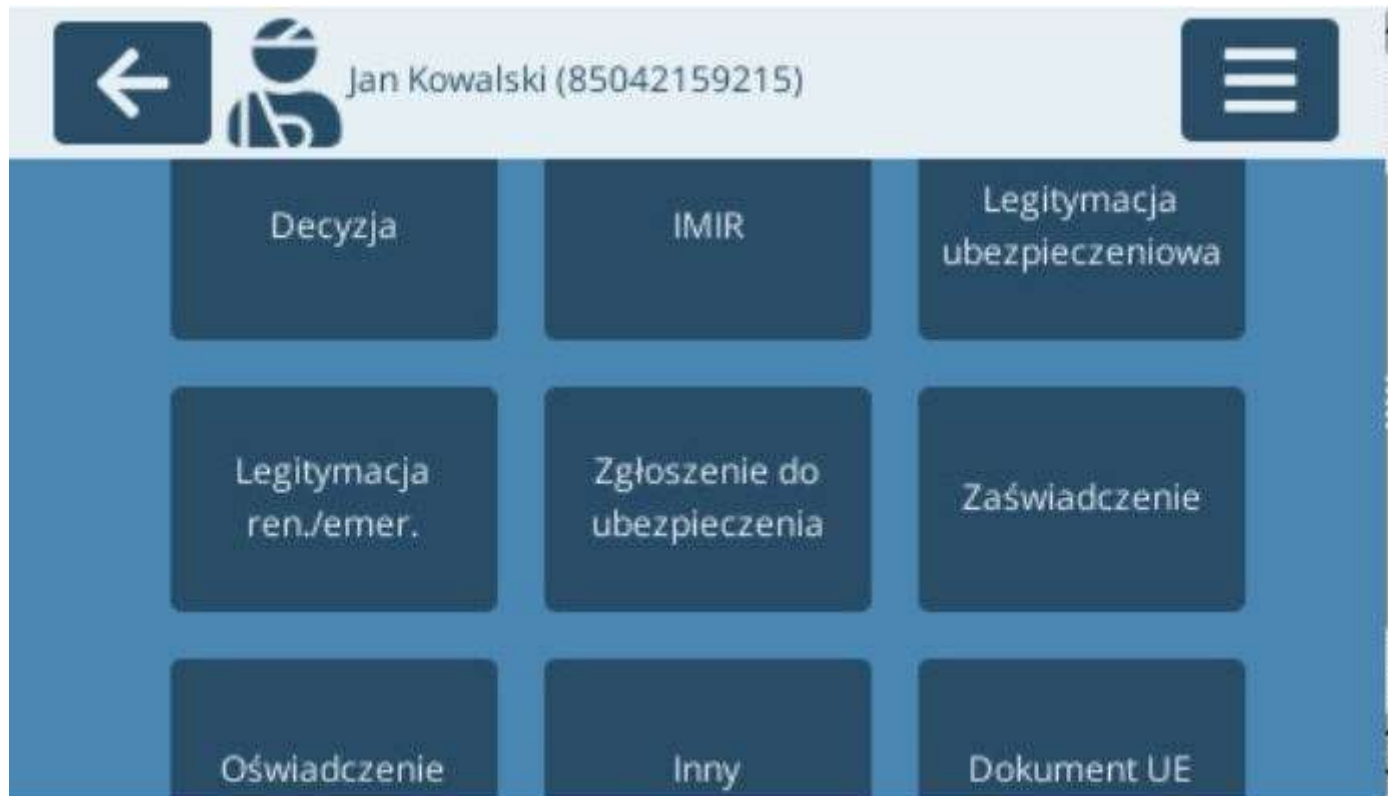 Jan Kowalski (85042159215)
Decyzja
IMIR
Legitymacja
ubezpieczeniowa
Legitymacja
ren./emer.
Zgłoszenie do
ubezpieczenia
Zaświadczenie
Oświadczenie
Inny
Dokument UE